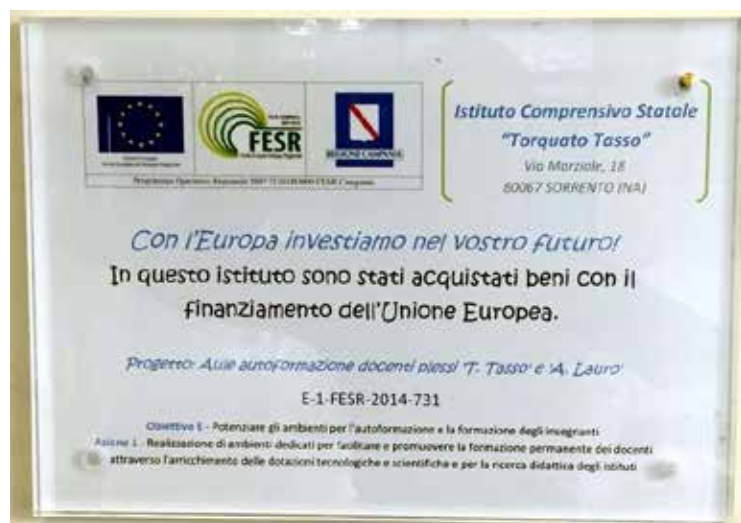 FESR
REGIONE CAMPANIA
Istituto Comprensivo Statale
"Torquato Tasso"
Via Marziale, 18
80067 SORRENTO (NA)
Con l'Europa investiamo nel vostro futuro!
In questo istituto sono stati acquistati beni con il
finanziamento dell'Unione Europea.
Progetto: Aule autoformazione docenti plessi 'T. Tasso' e 'A. Lauro'
E-1-FESR-2014-731
Obiettivo E - Potenziare gli ambienti per l'autoformazione e la formazione degli insegnanti
Azione 1 - Realizzazione di ambienti dedicati per facilitare e promuovere la formazione permanente dei docenti
attraverso l'arricchimento delle dotazioni tecnologiche e scientifiche e per la ricerca didattica degli istituti